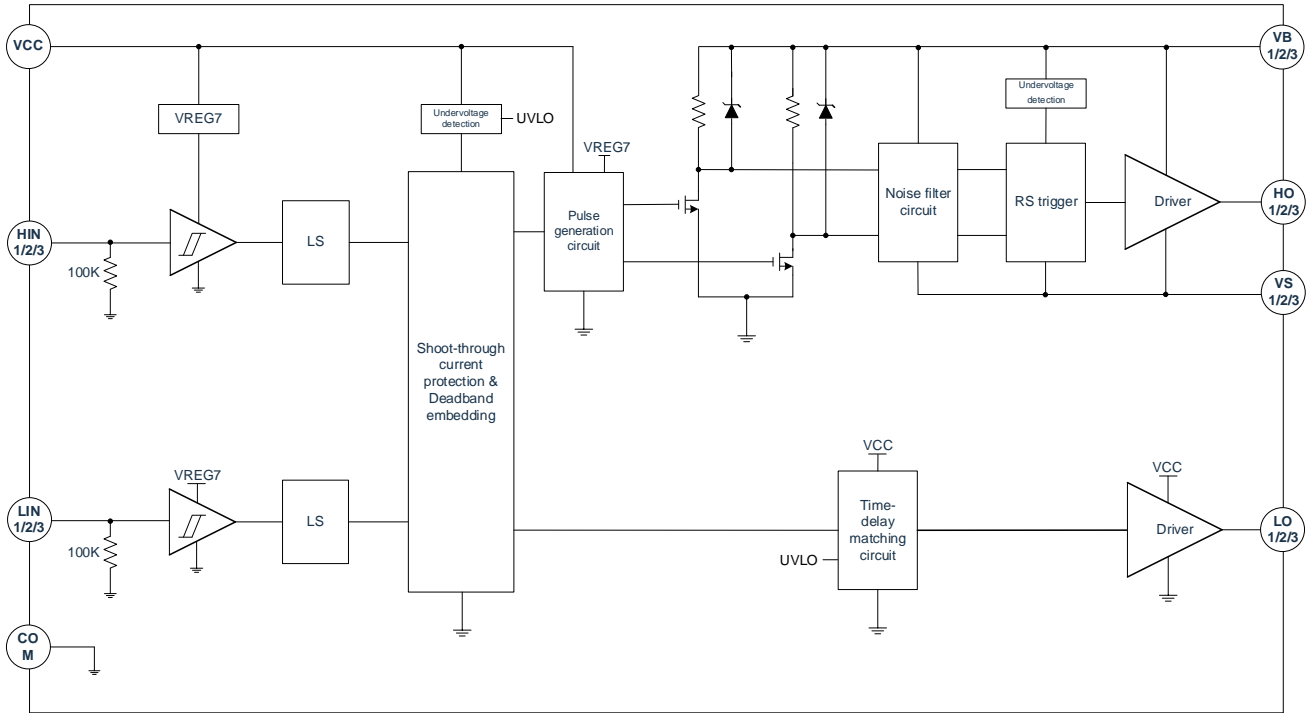 VCC
VB
1/2/3
VREG7
Undervoltage
detection
UVLO
Undervoltage
detection
VREG7
HIN
1/2/3
100K
LS
Pulse
generation
circuit
Noise filter
circuit
RS trigger
Driver
HO
1/2/3
VS
1/2/3
Shoot-through
current
protection &
Deadband
embedding
LIN
1/2/3
100K
VREG7
LS
VCC
Time-
delay
matching
circuit
UVLO
VCC
Driver
LO
1/2/3
CO
M